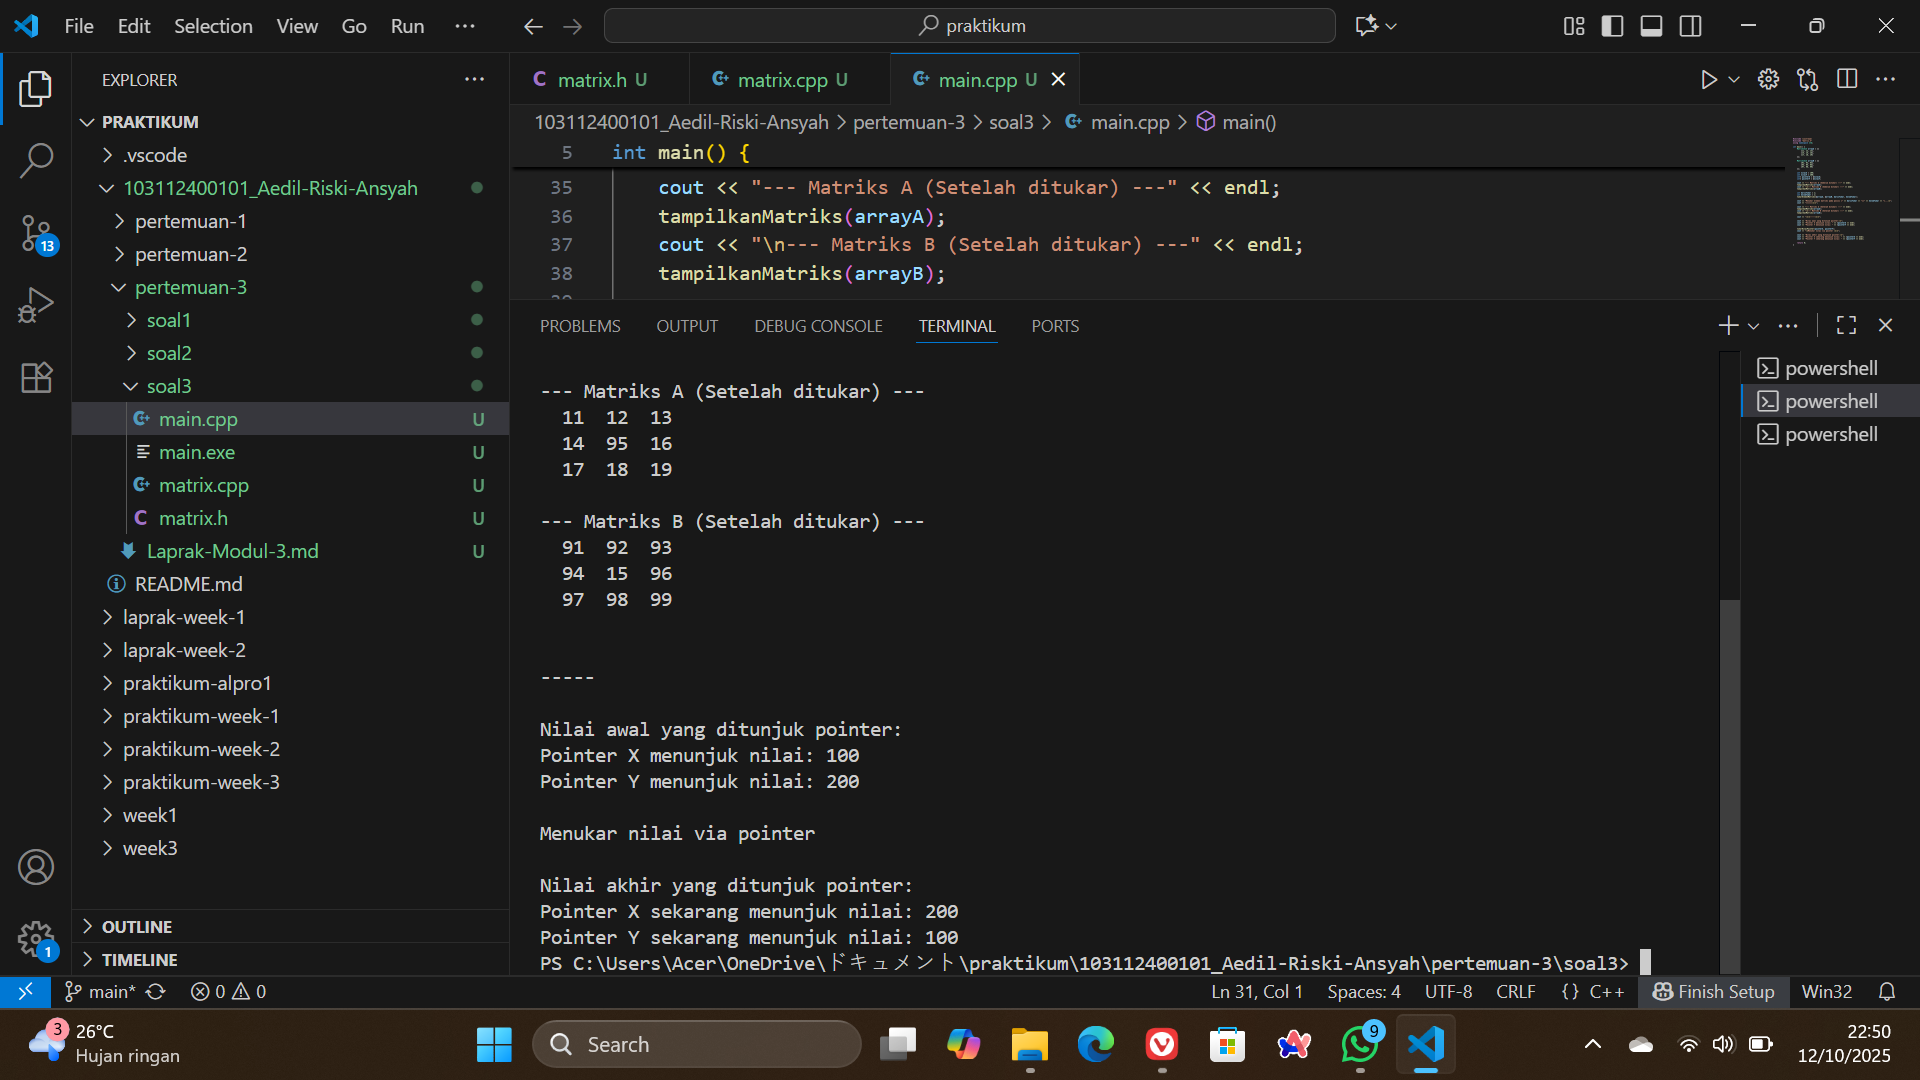 File Edit Selection View Go Run ···
praktikum
EXPLORER
PRAKTIKUM
.vscode
103112400101_Aedil-Riski-Ansyah
pertemuan-1
pertemuan-2
pertemuan-3
soal1
soal2
soal3
main.cpp U
main.exe U
matrix.cpp U
matrix.h U
Laprak-Modul-3.md U
README.md
laprak-week-1
laprak-week-2
praktikum-alpro1
praktikum-week-1
praktikum-week-2
praktikum-week-3
week1
week3
OUTLINE
TIMELINE
13
1
matrix.h U matrix.cpp U main.cpp U
103112400101_Aedil-Riski-Ansyah > pertemuan-3 > soal3 > main.cpp > main()
5 int main() {
35 cout << "--- Matriks A (Setelah ditukar) ---" << endl;
36 tampilkanMatriks(arrayA);
37 cout << "\n--- Matriks B (Setelah ditukar) ---" << endl;
38 tampilkanMatriks(arrayB);
PROBLEMS OUTPUT DEBUG CONSOLE TERMINAL PORTS
powershell
powershell
powershell
--- Matriks A (Setelah ditukar) ---
11 12 13
14 95 16
17 18 19
--- Matriks B (Setelah ditukar) ---
91 92 93
94 15 96
97 98 99
-----
Nilai awal yang ditunjuk pointer:
Pointer X menunjuk nilai: 100
Pointer Y menunjuk nilai: 200
Menukar nilai via pointer
Nilai akhir yang ditunjuk pointer:
Pointer X sekarang menunjuk nilai: 200
Pointer Y sekarang menunjuk nilai: 100
PS C:\Users\Acer\OneDrive\ドキュメント\praktikum\103112400101_Aedil-Riski-Ansyah\pertemuan-3\soal3>
main* 0 0 Ln 31, Col 1 Spaces: 4 UTF-8 CRLF {} C++ Finish Setup Win32
3
26°C
Hujan ringan
Search
9
22:50
12/10/2025